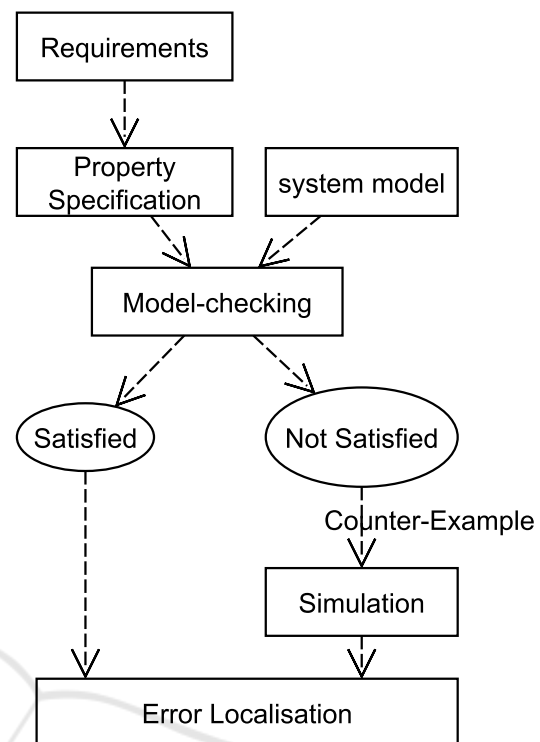 Requirements
Property
Specification
system model
Model-checking
Satisfied
Not Satisfied
Counter-Example
Simulation
Error Localisation